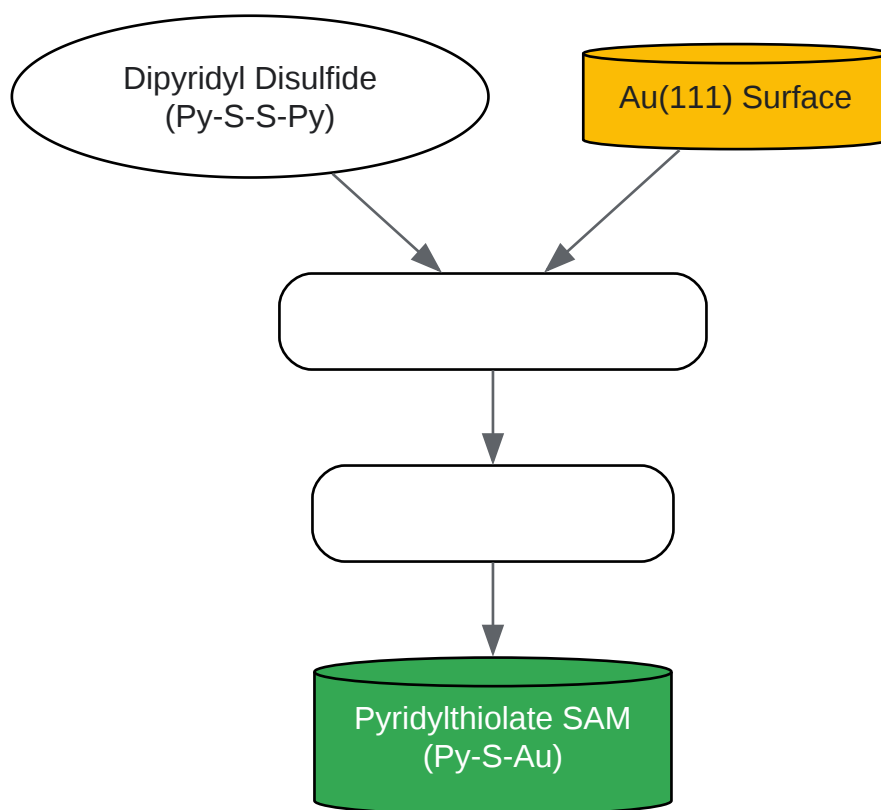 Dipyridyl Disulfide
(Py-S-S-Py)
Au(111) Surface
Pyridylthiolate SAM
(Py-S-Au)